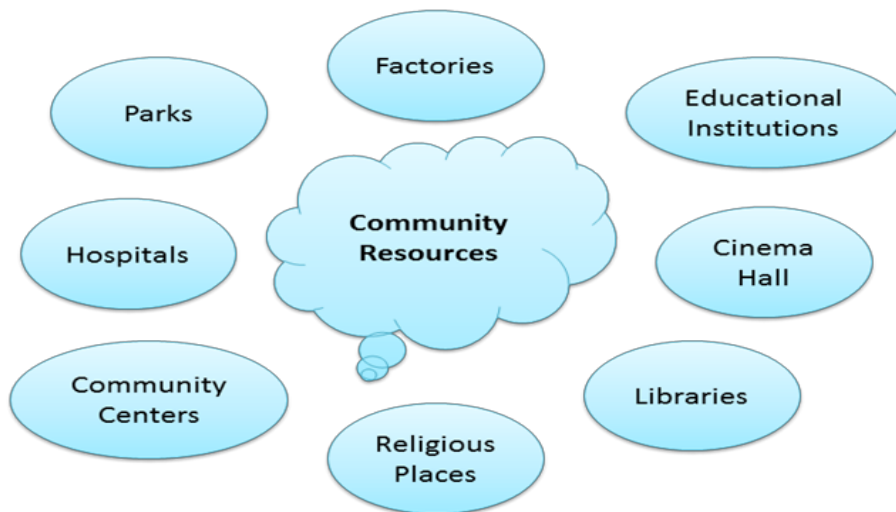 Factories
Parks
Educational
Institutions
Community
Resources
Hospitals
Cinema
Hall
Community
Centers
Libraries
Religious
Places